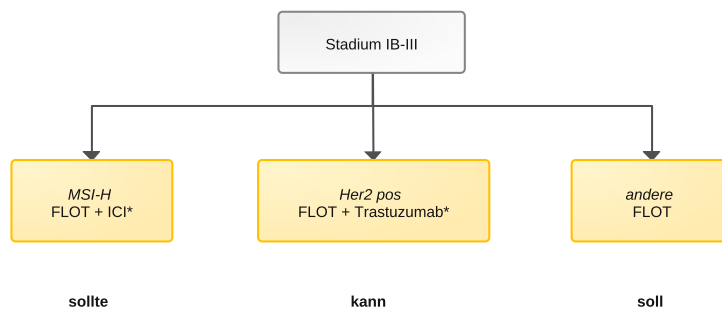 Stadium IB-III
MSI-H
FLOT + ICI*
Her2 pos
FLOT + Trastuzumab*
andere
FLOT
sollte
kann
soll